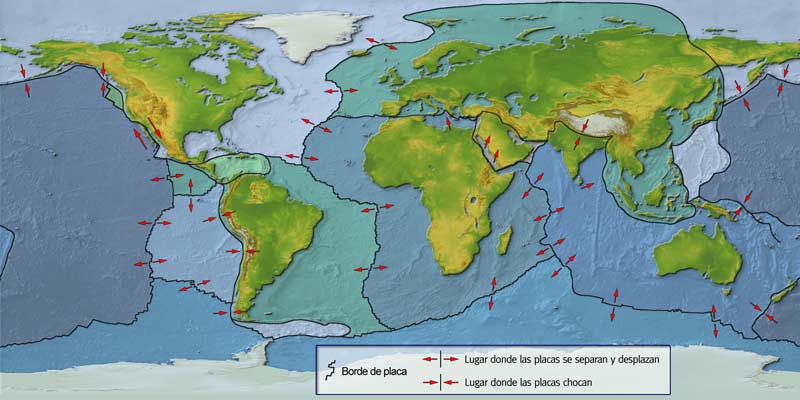 Borde de placa
Lugar donde las placas se separan y desplazan
Lugar donde las placas chocan